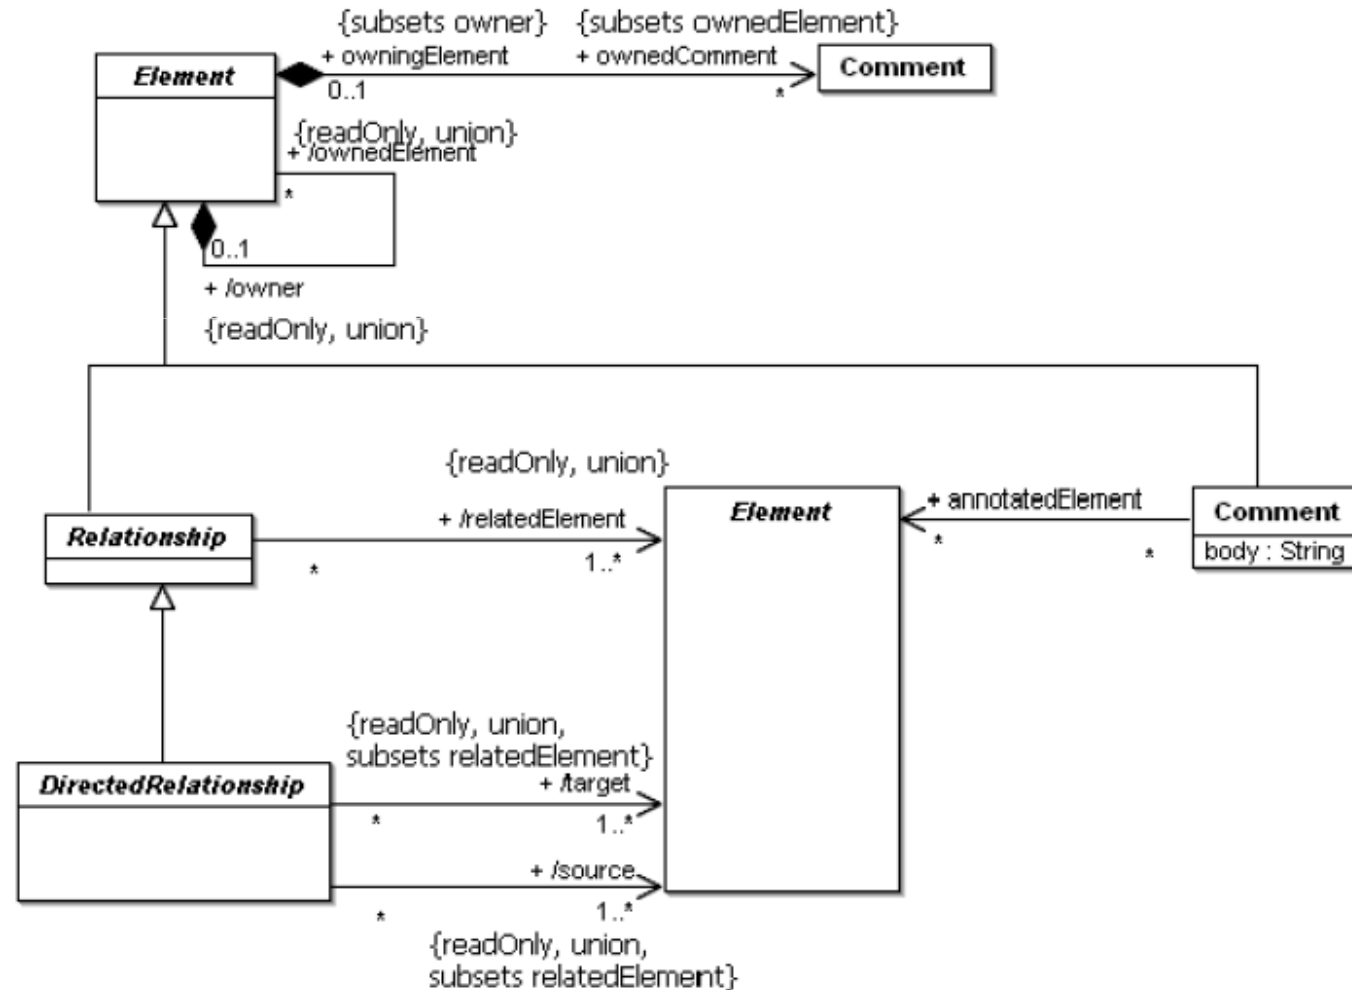 {subsets owner} {subsets ownedElement}
+ owningElement + ownedComment
Element
Comment
0..1 *
{readOnly, union}
+ /ownedElement
*
0..1
+ /owner
{readOnly, union}
{readOnly, union}
+ /relatedElement
Element
+ annotatedElement
Comment
Relationship
* 1..*
* *
body : String
{readOnly, union,
subsets relatedElement}
DirectedRelationship
+ /target
* 1..*
+ /source
* 1..*
{readOnly, union,
subsets relatedElement}